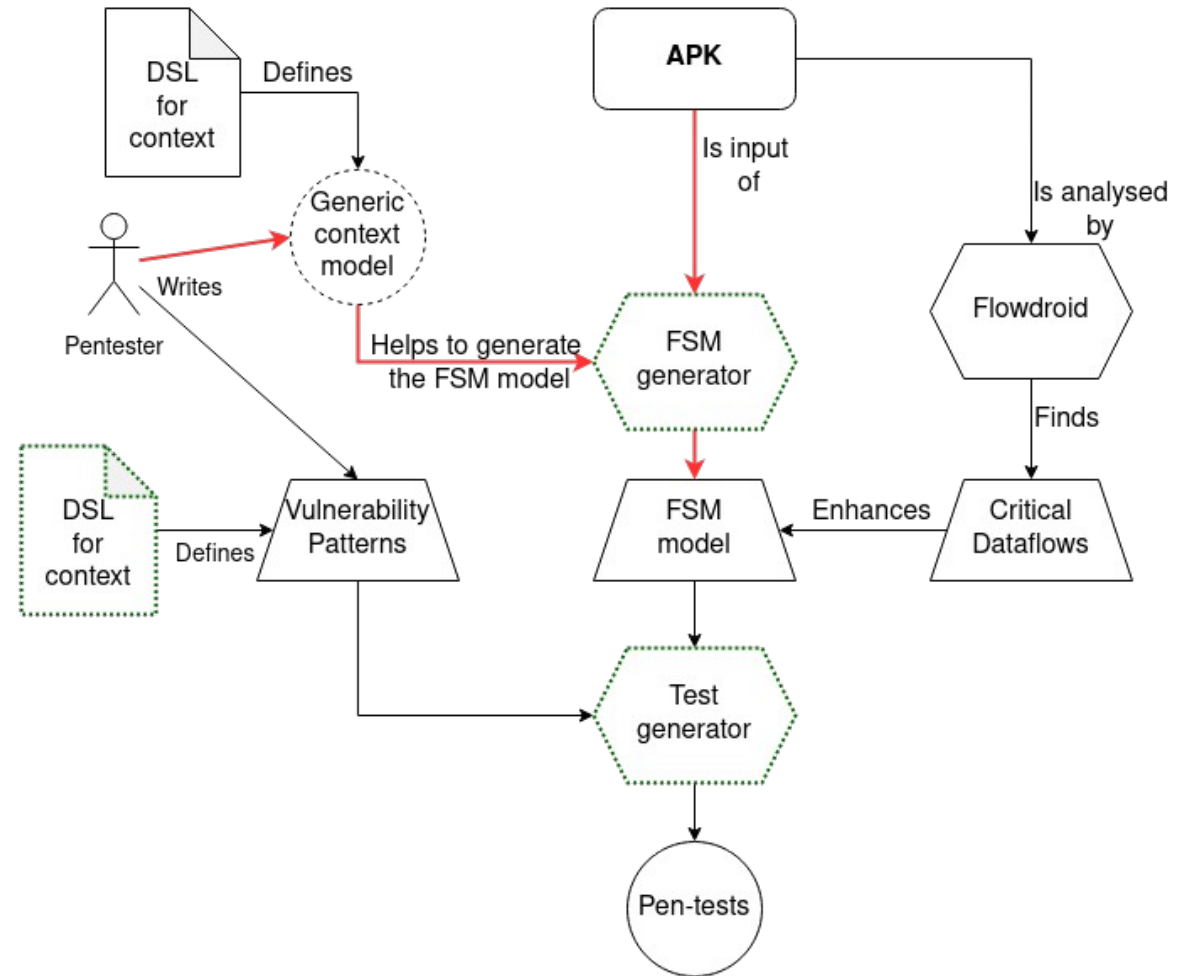 DSL
for
context
Defines
APK
Is input
of
Is analysed
by
Generic
context
model
Writes
Pentester
Helps to generate
the FSM model
FSM
generator
Flowdroid
Finds
DSL
for
context
Defines
Vulnerability
Patterns
FSM
model
Enhances
Critical
Dataflows
Test
generator
Pen-tests